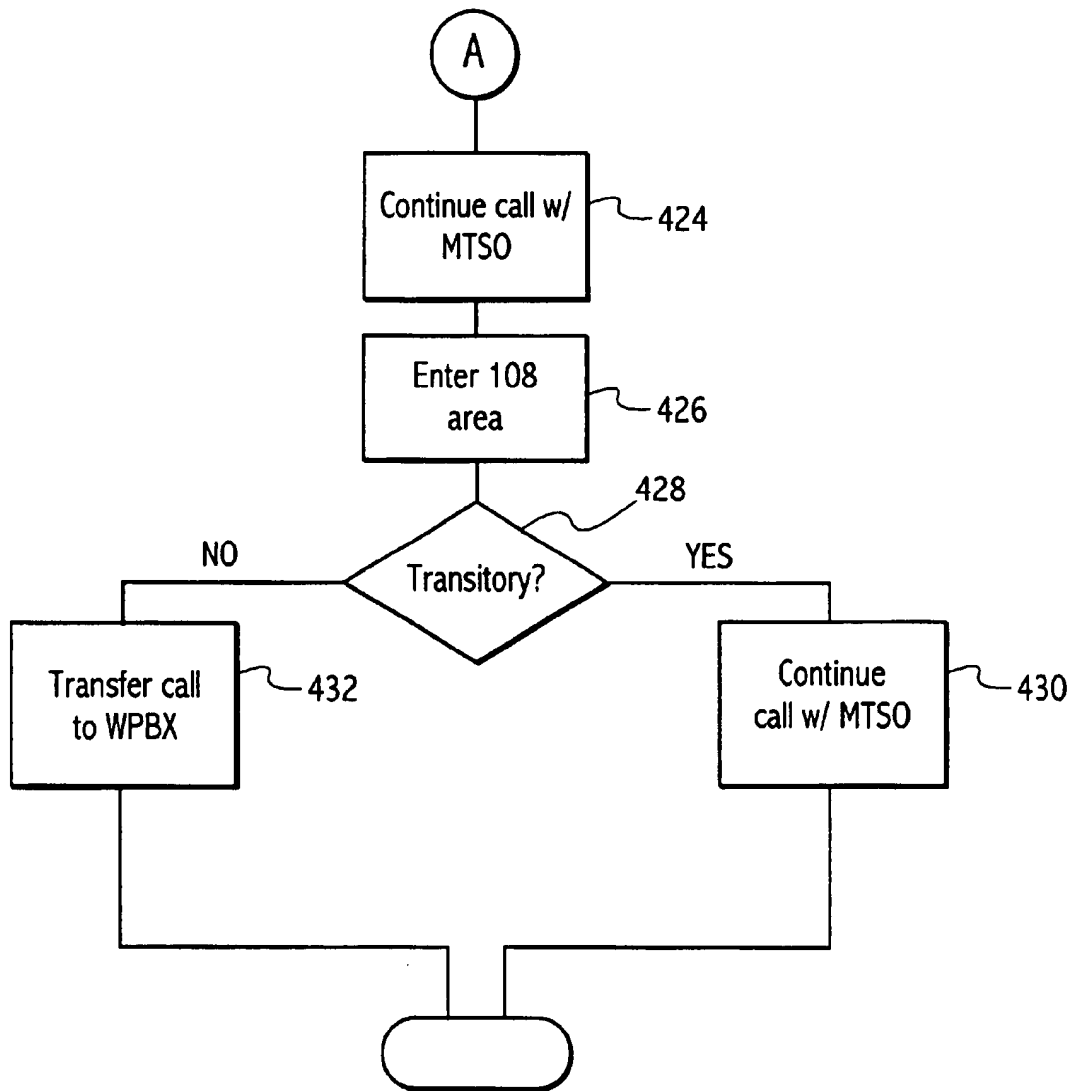 A
Continue call w/
MTSO
424
Enter 108
area
426
428
NO
Transitory?
YES
Transfer call
to WPBX
432
Continue
call w/ MTSO
430